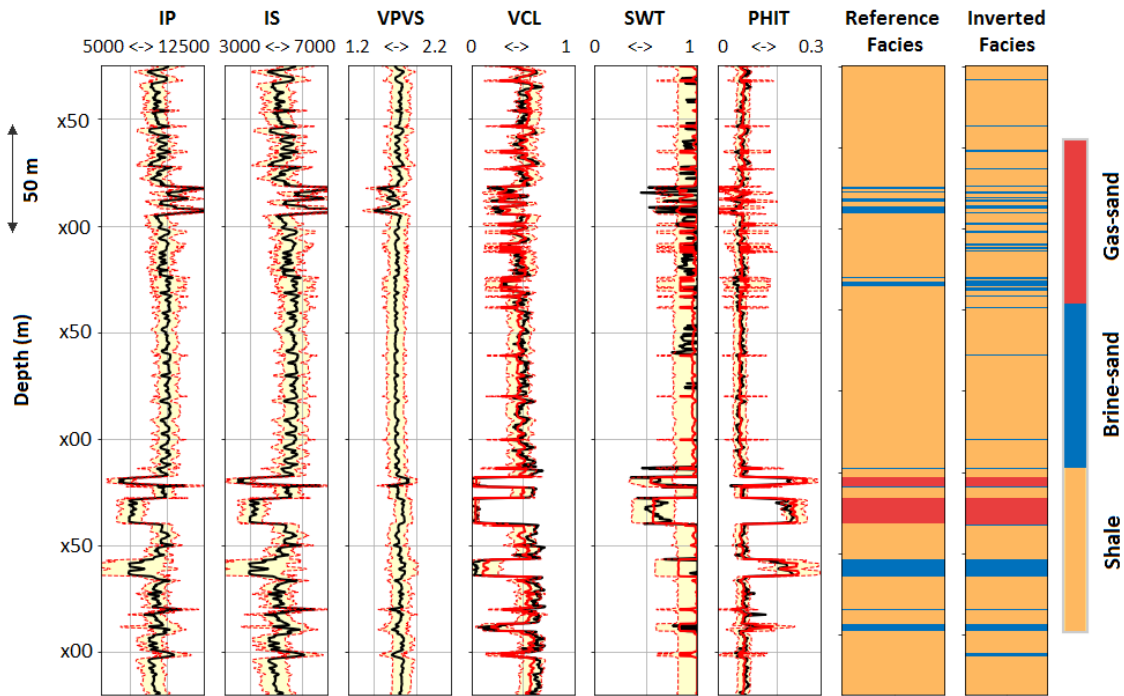 IP IS VPVS VCL SWT PHIT Reference Facies Inverted Facies
5000 <-> 12500 3000 <-> 7000 1.2 <-> 2.2 0 <-> 1 0 <-> 1 0 <-> 0.3
x50
x00
x50
x00
x50
x00
50 m
Depth (m)
Gas-sand
Brine-sand
Shale